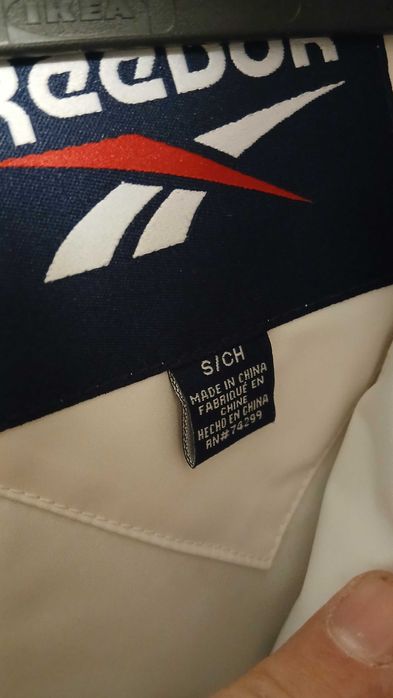 IKEA
Reebok
S/CH
MADE IN CHINA
FABRIQUÉ EN
CHINE
HECHO EN CHINA
RN#74299